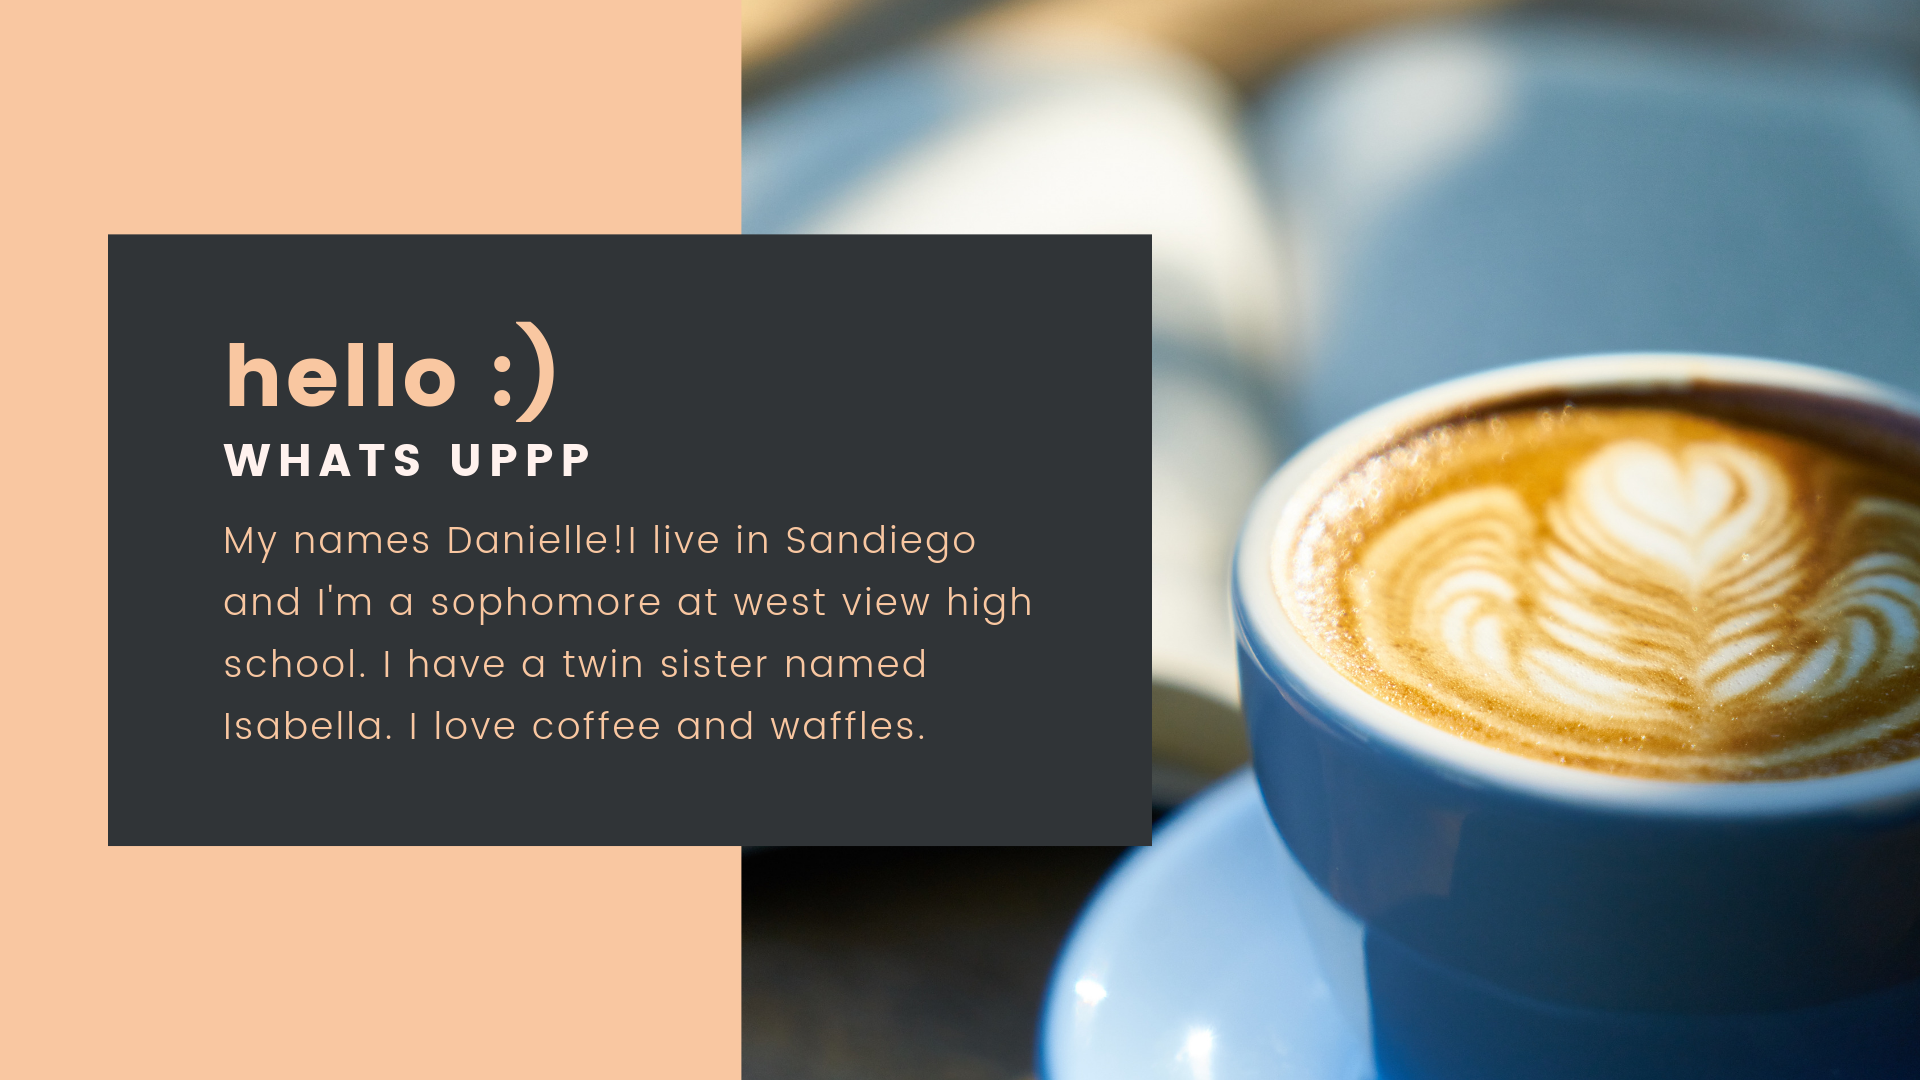 hello :)
WHATS UPPP
My names Danielle!I live in Sandiego
and I'm a sophomore at west view high
school. I have a twin sister named
Isabella. I love coffee and waffles.